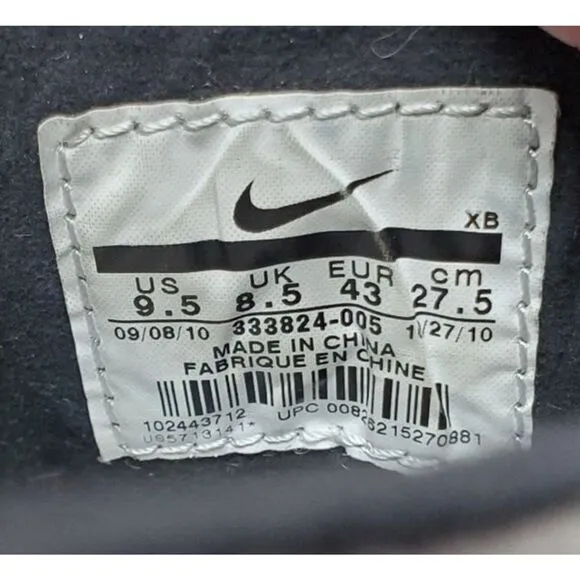 XB
US UK EUR cm
9.5 8.5 43 27.5
09/08/10 333824-005 11/27/10
MADE IN CHINA
FABRIQUE EN CHINE
102443712 UPC 00826215270881
US5713141*